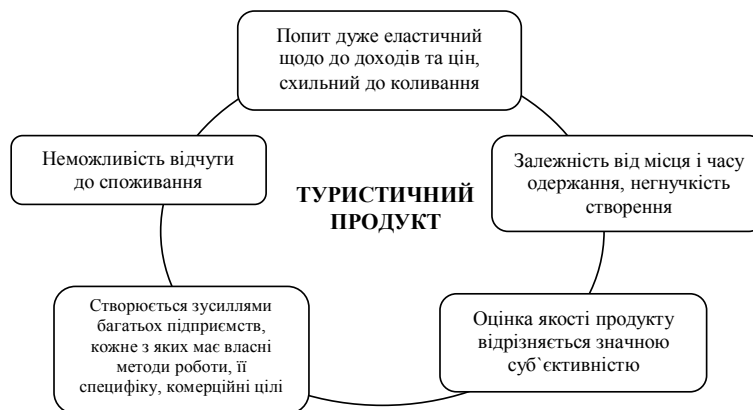 Попит дуже еластичний
щодо до доходів та цін,
схильний до коливання
Неможливість відчути
до споживання
ТУРИСТИЧНИЙ
ПРОДУКТ
Залежність від місця і часу
одержання, негнучкість
створення
Створюється зусиллями
багатьох підприємств,
кожне з яких має власні
методи роботи, її
специфіку, комерційні цілі
Оцінка якості продукту
відрізняється значною
суб`єктивністю